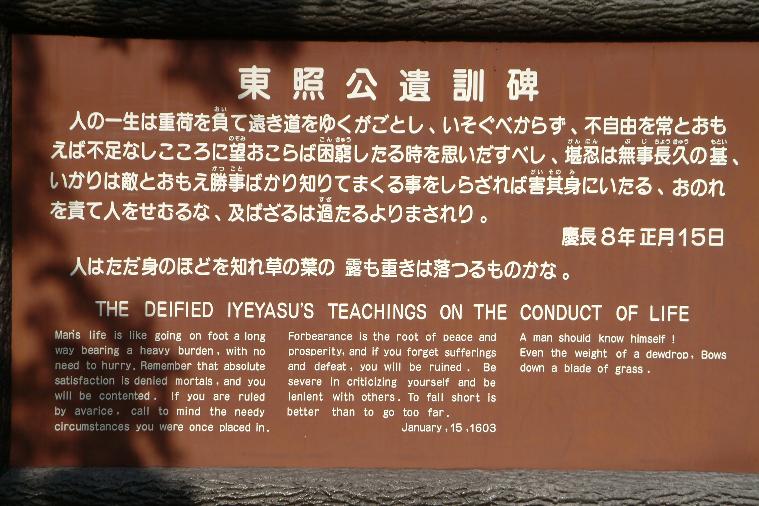 東照公遺訓碑
人の一生は重荷を負て遠き道をゆくがごとし、いそぐべからず、不自由を常とおも
えば不足なしこころに望おこらば困窮したる時を思いだすべし、堪忍は無事長久の基、
いかりは敵とおもえ勝事ばかり知りてまくる事をしらざれば害其身にいたる、おのれ
を責て人をせむるな、及ばざるは過たるよりまされり。
慶長8年正月15日
人はただ身のほどを知れ草の葉の 露も重きは落つるものかな。
THE DEIFIED IYEYASU'S TEACHINGS ON THE CONDUCT OF LIFE
Man's life is like going on foot a long
way bearing a heavy burden, with no
need to hurry. Remember that absolute
satisfaction is denied mortals, and you
will be contented. If you are ruled
by avarice, call to mind the needy
circumstances you were once placed in.
Forbearance is the root of peace and
prosperity, and if you forget sufferings
and defeat, you will be ruined. Be
severe in criticizing yourself and be
lenient with others. To fall short is
better than to go too far.
January, 15, 1603
A man should know himself!
Even the weight of a dewdrop, Bows
down a blade of grass.